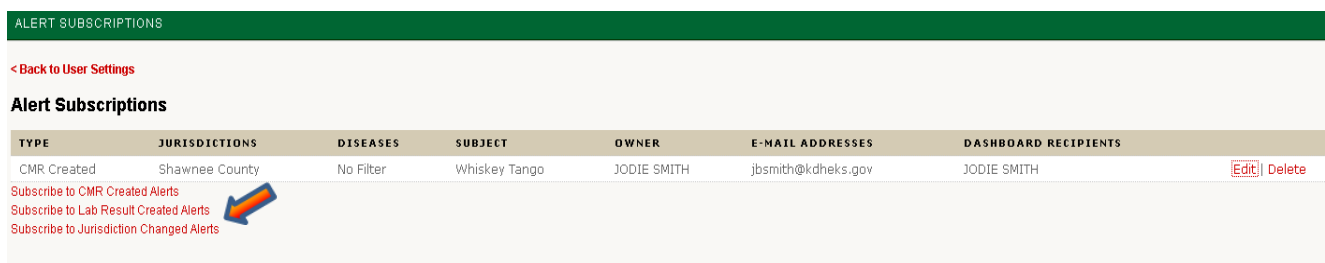 ALERT SUBSCRIPTIONS
< Back to User Settings
Alert Subscriptions
TYPE JURISDICTIONS DISEASES SUBJECT OWNER E-MAIL ADDRESSES DASHBOARD RECIPIENTS
CMR Created Shawnee County No Filter Whiskey Tango JODIE SMITH jbsmith@kdheks.gov JODIE SMITH Edit | Delete
Subscribe to CMR Created Alerts
Subscribe to Lab Result Created Alerts
Subscribe to Jurisdiction Changed Alerts